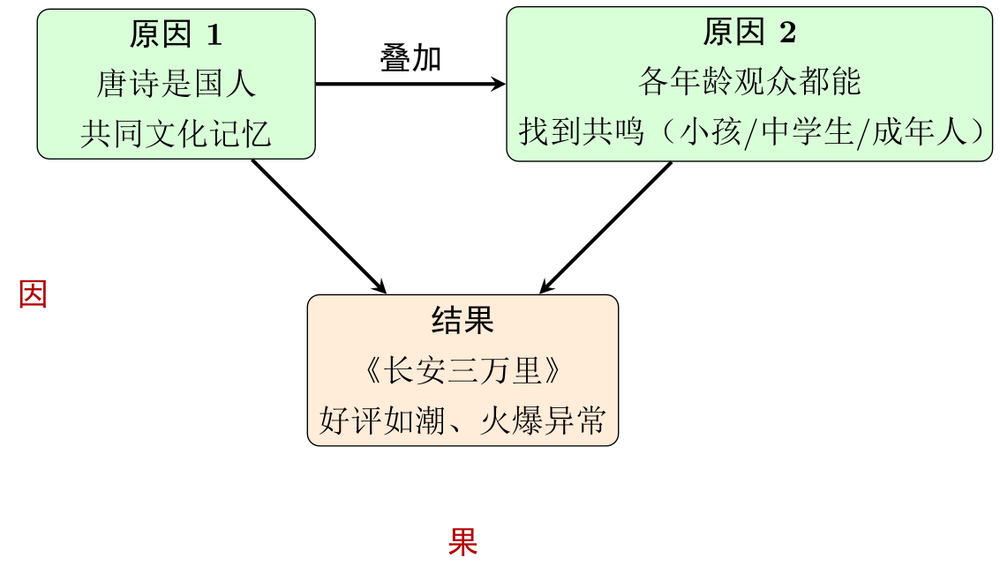 原因 1
唐诗是国人
共同文化记忆
叠加
原因 2
各年龄观众都能
找到共鸣（小孩/中学生/成年人）
因
结果
《长安三万里》
好评如潮、火爆异常
果